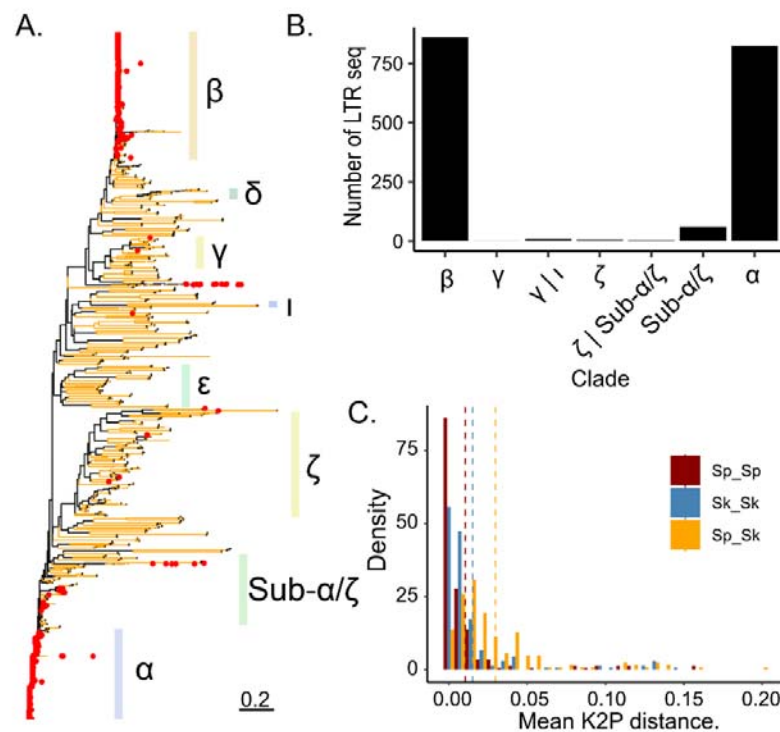 A.
β
δ
γ
ι
ε
ζ
Sub-α/ζ
α
0.2
B.
Number of LTR seq
750
500
250
0
β
γ
γ | ι
ζ
ζ | Sub-α/ζ
Sub-α/ζ
α
Clade
C.
Density
75
50
25
0
Sp_Sp
Sk_Sk
Sp_Sk
0.00
0.05
0.10
0.15
0.20
Mean K2P distance.